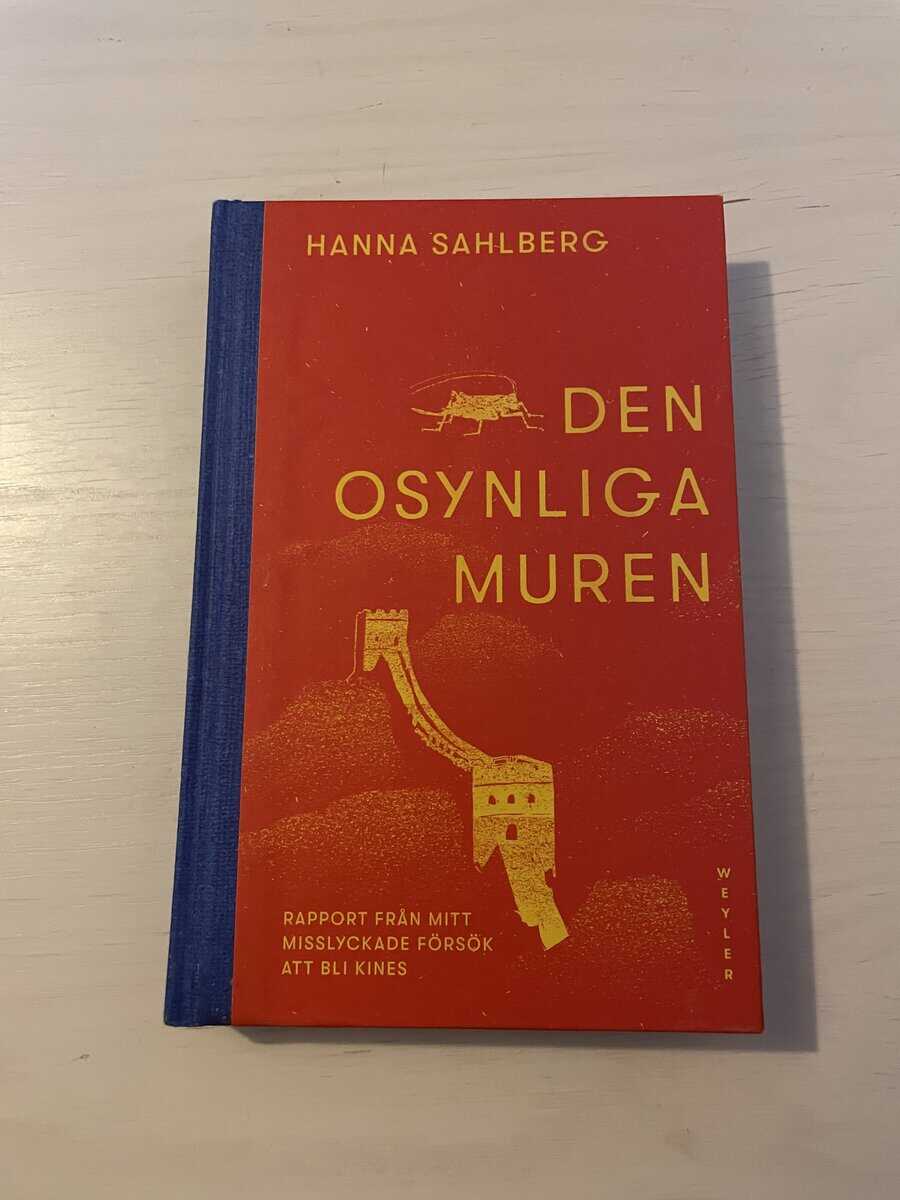 HANNA SAHLBERG
DEN
OSYNLIGA
MUREN
RAPPORT FRÅN MITT
MISSLYCKADE FÖRSÖK
ATT BLI KINES
WEYLER